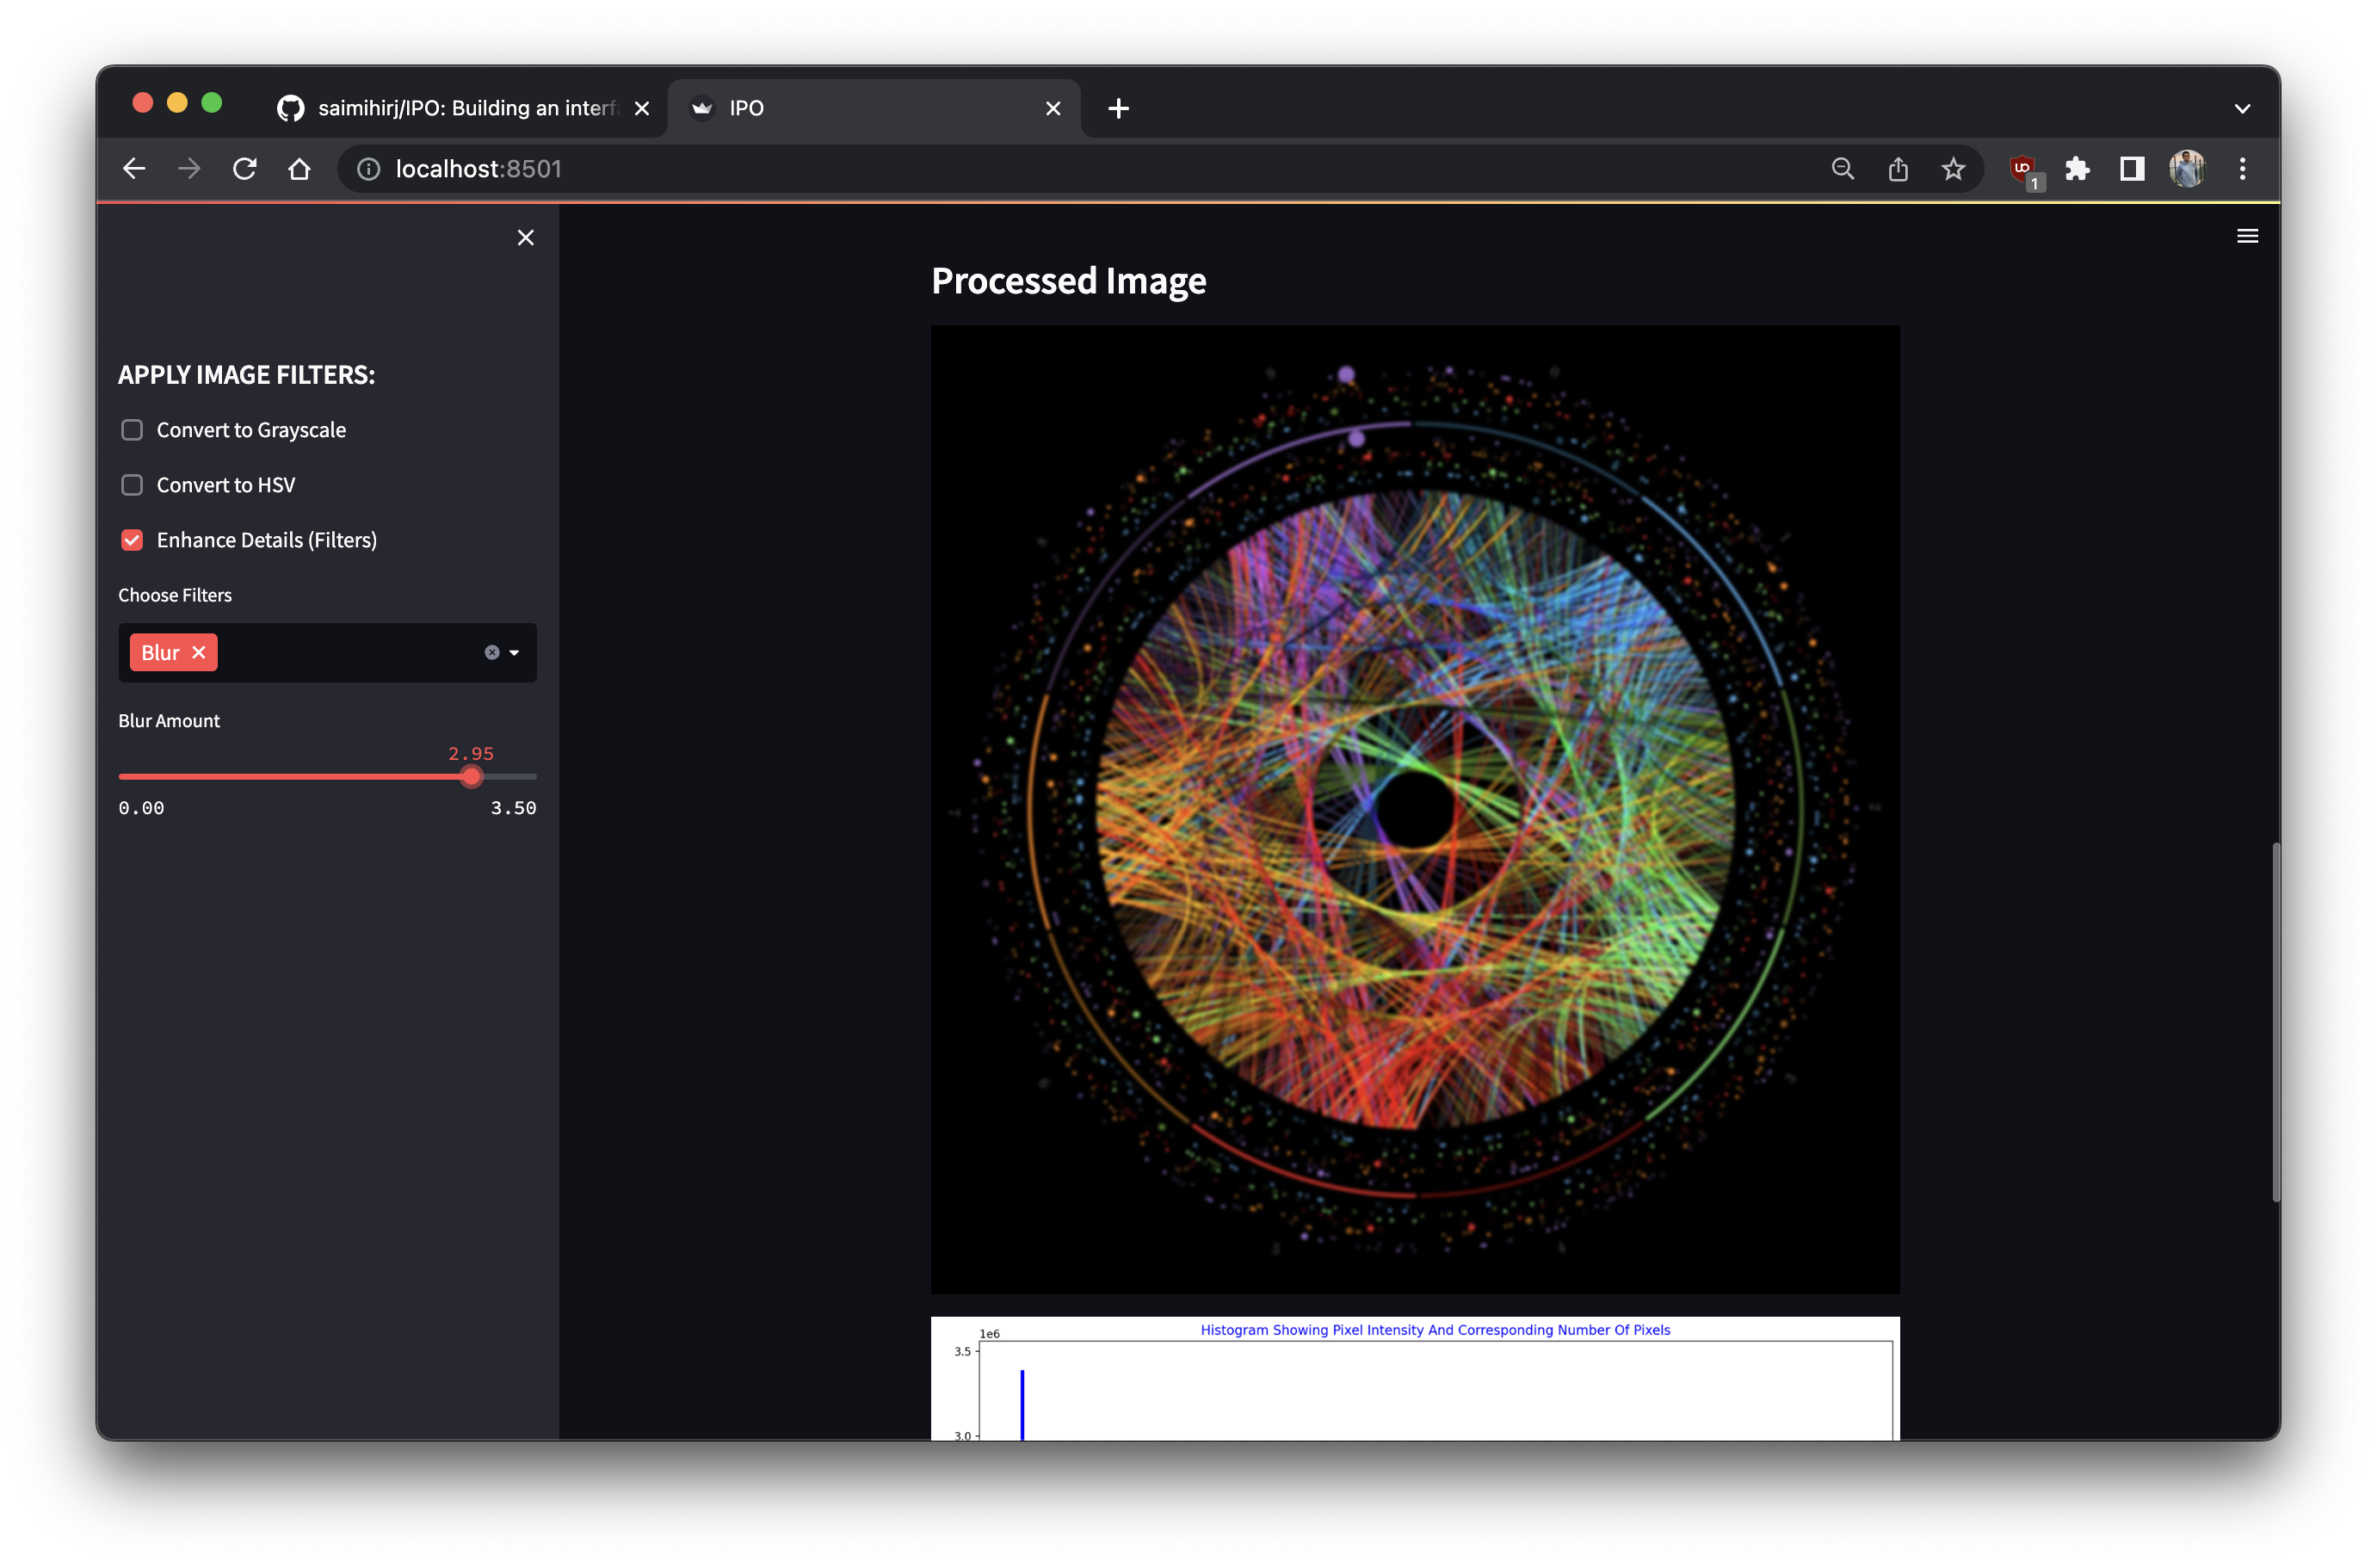 saimihirj/IPO: Building an interf
IPO
localhost:8501
1
Processed Image
APPLY IMAGE FILTERS:
Convert to Grayscale
Convert to HSV
Enhance Details (Filters)
Choose Filters
Blur
Blur Amount
2.95
0.00
3.50
Histogram Showing Pixel Intensity And Corresponding Number Of Pixels
1e6
3.5
3.0